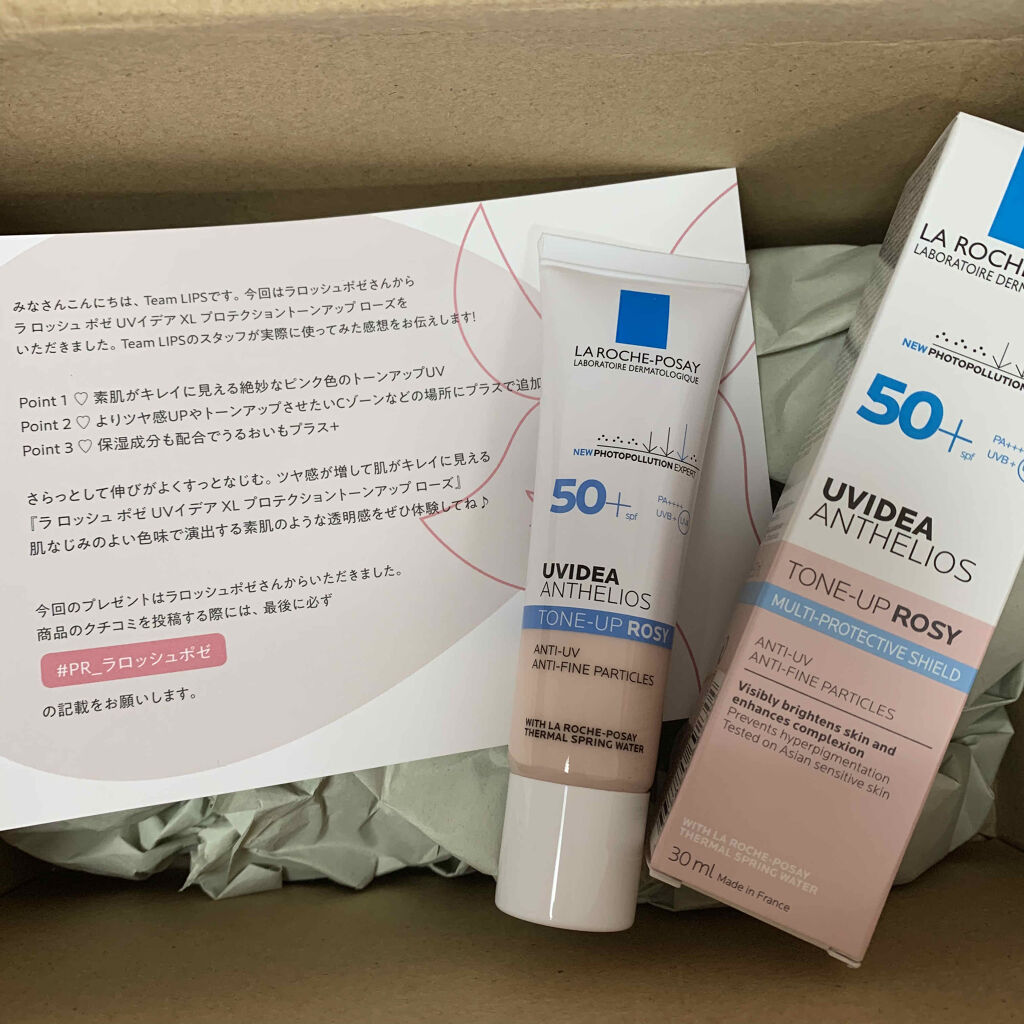 みなさんこんにちは、Team LIPSです。今回はラロッシュポゼさんから
ラ ロッシュ ポゼ UVイデア XL プロテクショントーンアップ ローズを
いただきました。Team LIPSのスタッフが実際に使ってみた感想をお伝えします!
Point 1 ♡ 素肌がキレイに見える絶妙なピンク色のトーンアップUV
Point 2 ♡ よりツヤ感UPやトーンアップさせたいCゾーンなどの場所にプラスで追加
Point 3 ♡ 保湿成分も配合でうるおいもプラス+
さらっとして伸びがよくすっとなじむ。ツヤ感が増して肌がキレイに見える
『ラ ロッシュ ポゼ UVイデア XL プロテクショントーンアップ ローズ』
肌なじみのよい色味で演出する素肌のような透明感をぜひ体験してね♪
今回のプレゼントはラロッシュポゼさんからいただきました。
商品のクチコミを投稿する際には、最後に必ず
#PR_ラロッシュポゼ
の記載をお願いします。
LA ROCHE-POSAY
LABORATOIRE DERMATOLOGIQUE
NEW PHOTOPOLLUTION EXPERT
50+ spf
PA++++
UVB+ UVA
UVIDEA
ANTHELIOS
TONE-UP ROSY
ANTI-UV
ANTI-FINE PARTICLES
WITH LA ROCHE-POSAY
THERMAL SPRING WATER
LA ROCHE
LABORATOIRE DERM
NEW PHOTOPOLLUTION
50+ spf
PA++++
UVB+
UVIDEA
ANTHELIOS
TONE-UP ROSY
MULTI-PROTECTIVE SHIELD
ANTI-UV
ANTI-FINE PARTICLES
Visibly brightens skin and
enhances complexion
Prevents hyperpigmentation
Tested on Asian sensitive skin
WITH LA ROCHE-POSAY
THERMAL SPRING WATER
30 ml Made in France